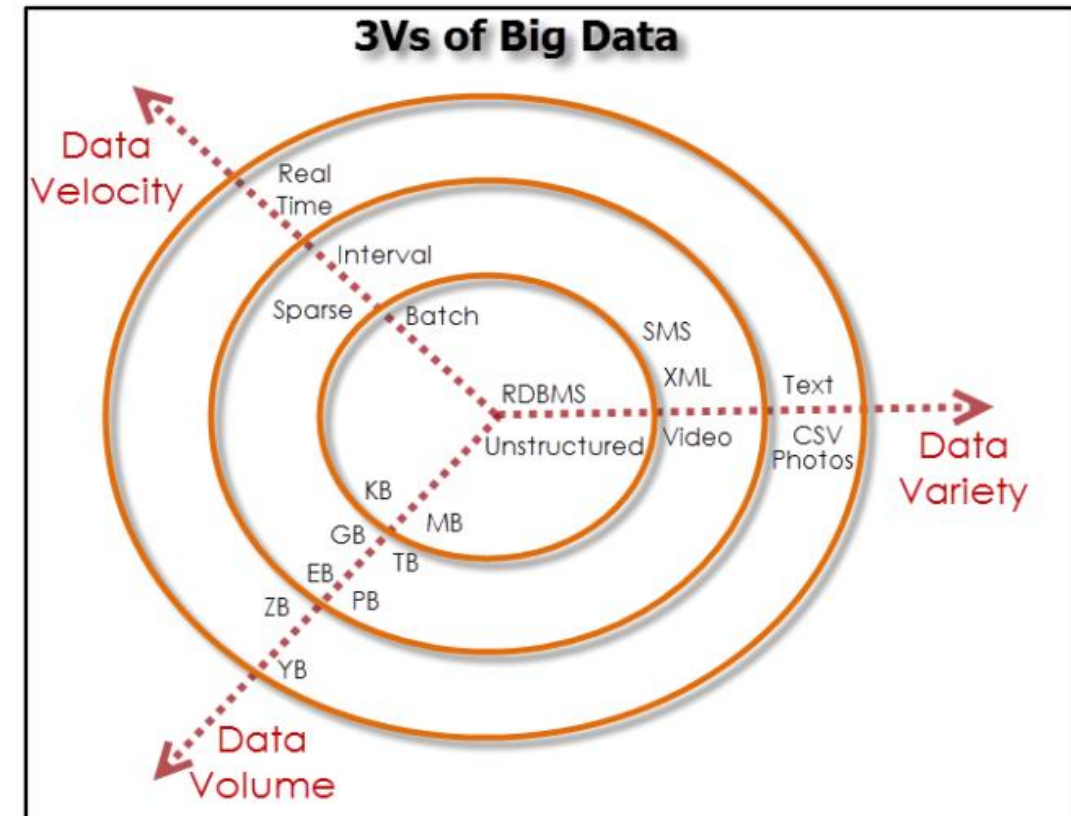 3Vs of Big Data
Data
Velocity
Real
Time
Interval
Sparse
Batch
SMS
XML
RDBMS
Text
Unstructured
Video
CSV
Photos
Data
Variety
KB
MB
GB
TB
EB
PB
ZB
YB
Data
Volume